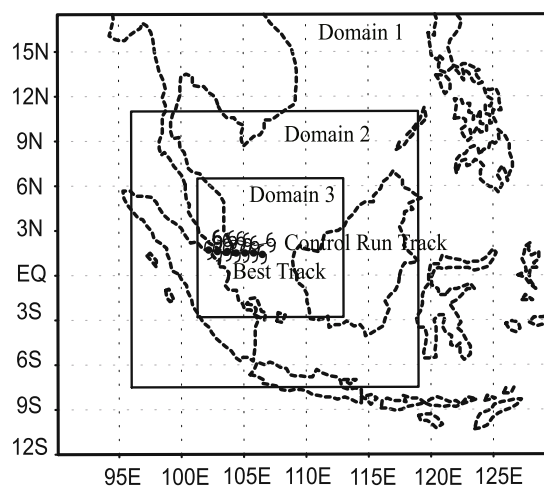 Domain 1
15N
12N
Domain 2
9N
6N
Domain 3
3N
Control Run Track
EQ
Best Track
3S
6S
9S
12S
95E 100E 105E 110E 115E 120E 125E